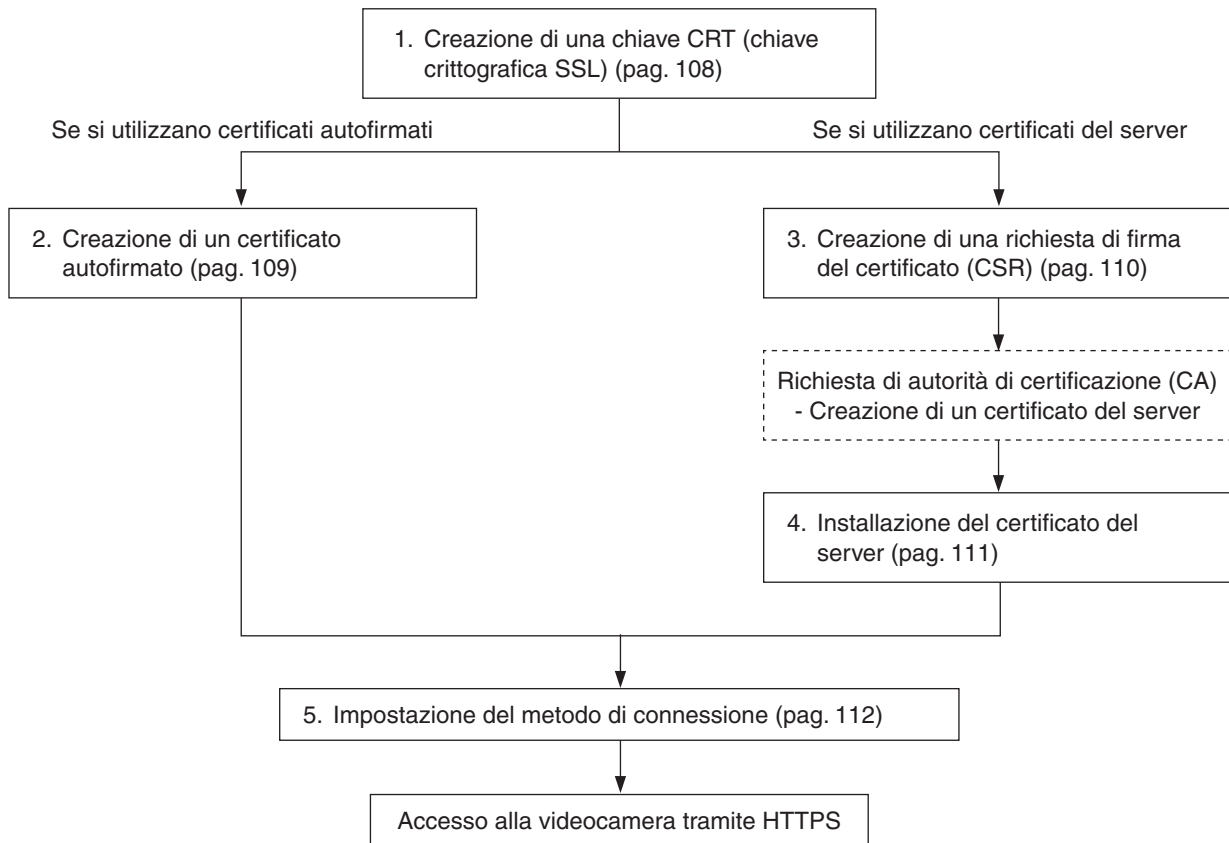 1. Creazione di una chiave CRT (chiave
crittografica SSL) (pag. 108)
Se si utilizzano certificati autofirmati
Se si utilizzano certificati del server
2. Creazione di un certificato
autofirmato (pag. 109)
3. Creazione di una richiesta di firma
del certificato (CSR) (pag. 110)
Richiesta di autorità di certificazione (CA)
- Creazione di un certificato del server
4. Installazione del certificato del
server (pag. 111)
5. Impostazione del metodo di connessione (pag. 112)
Accesso alla videocamera tramite HTTPS